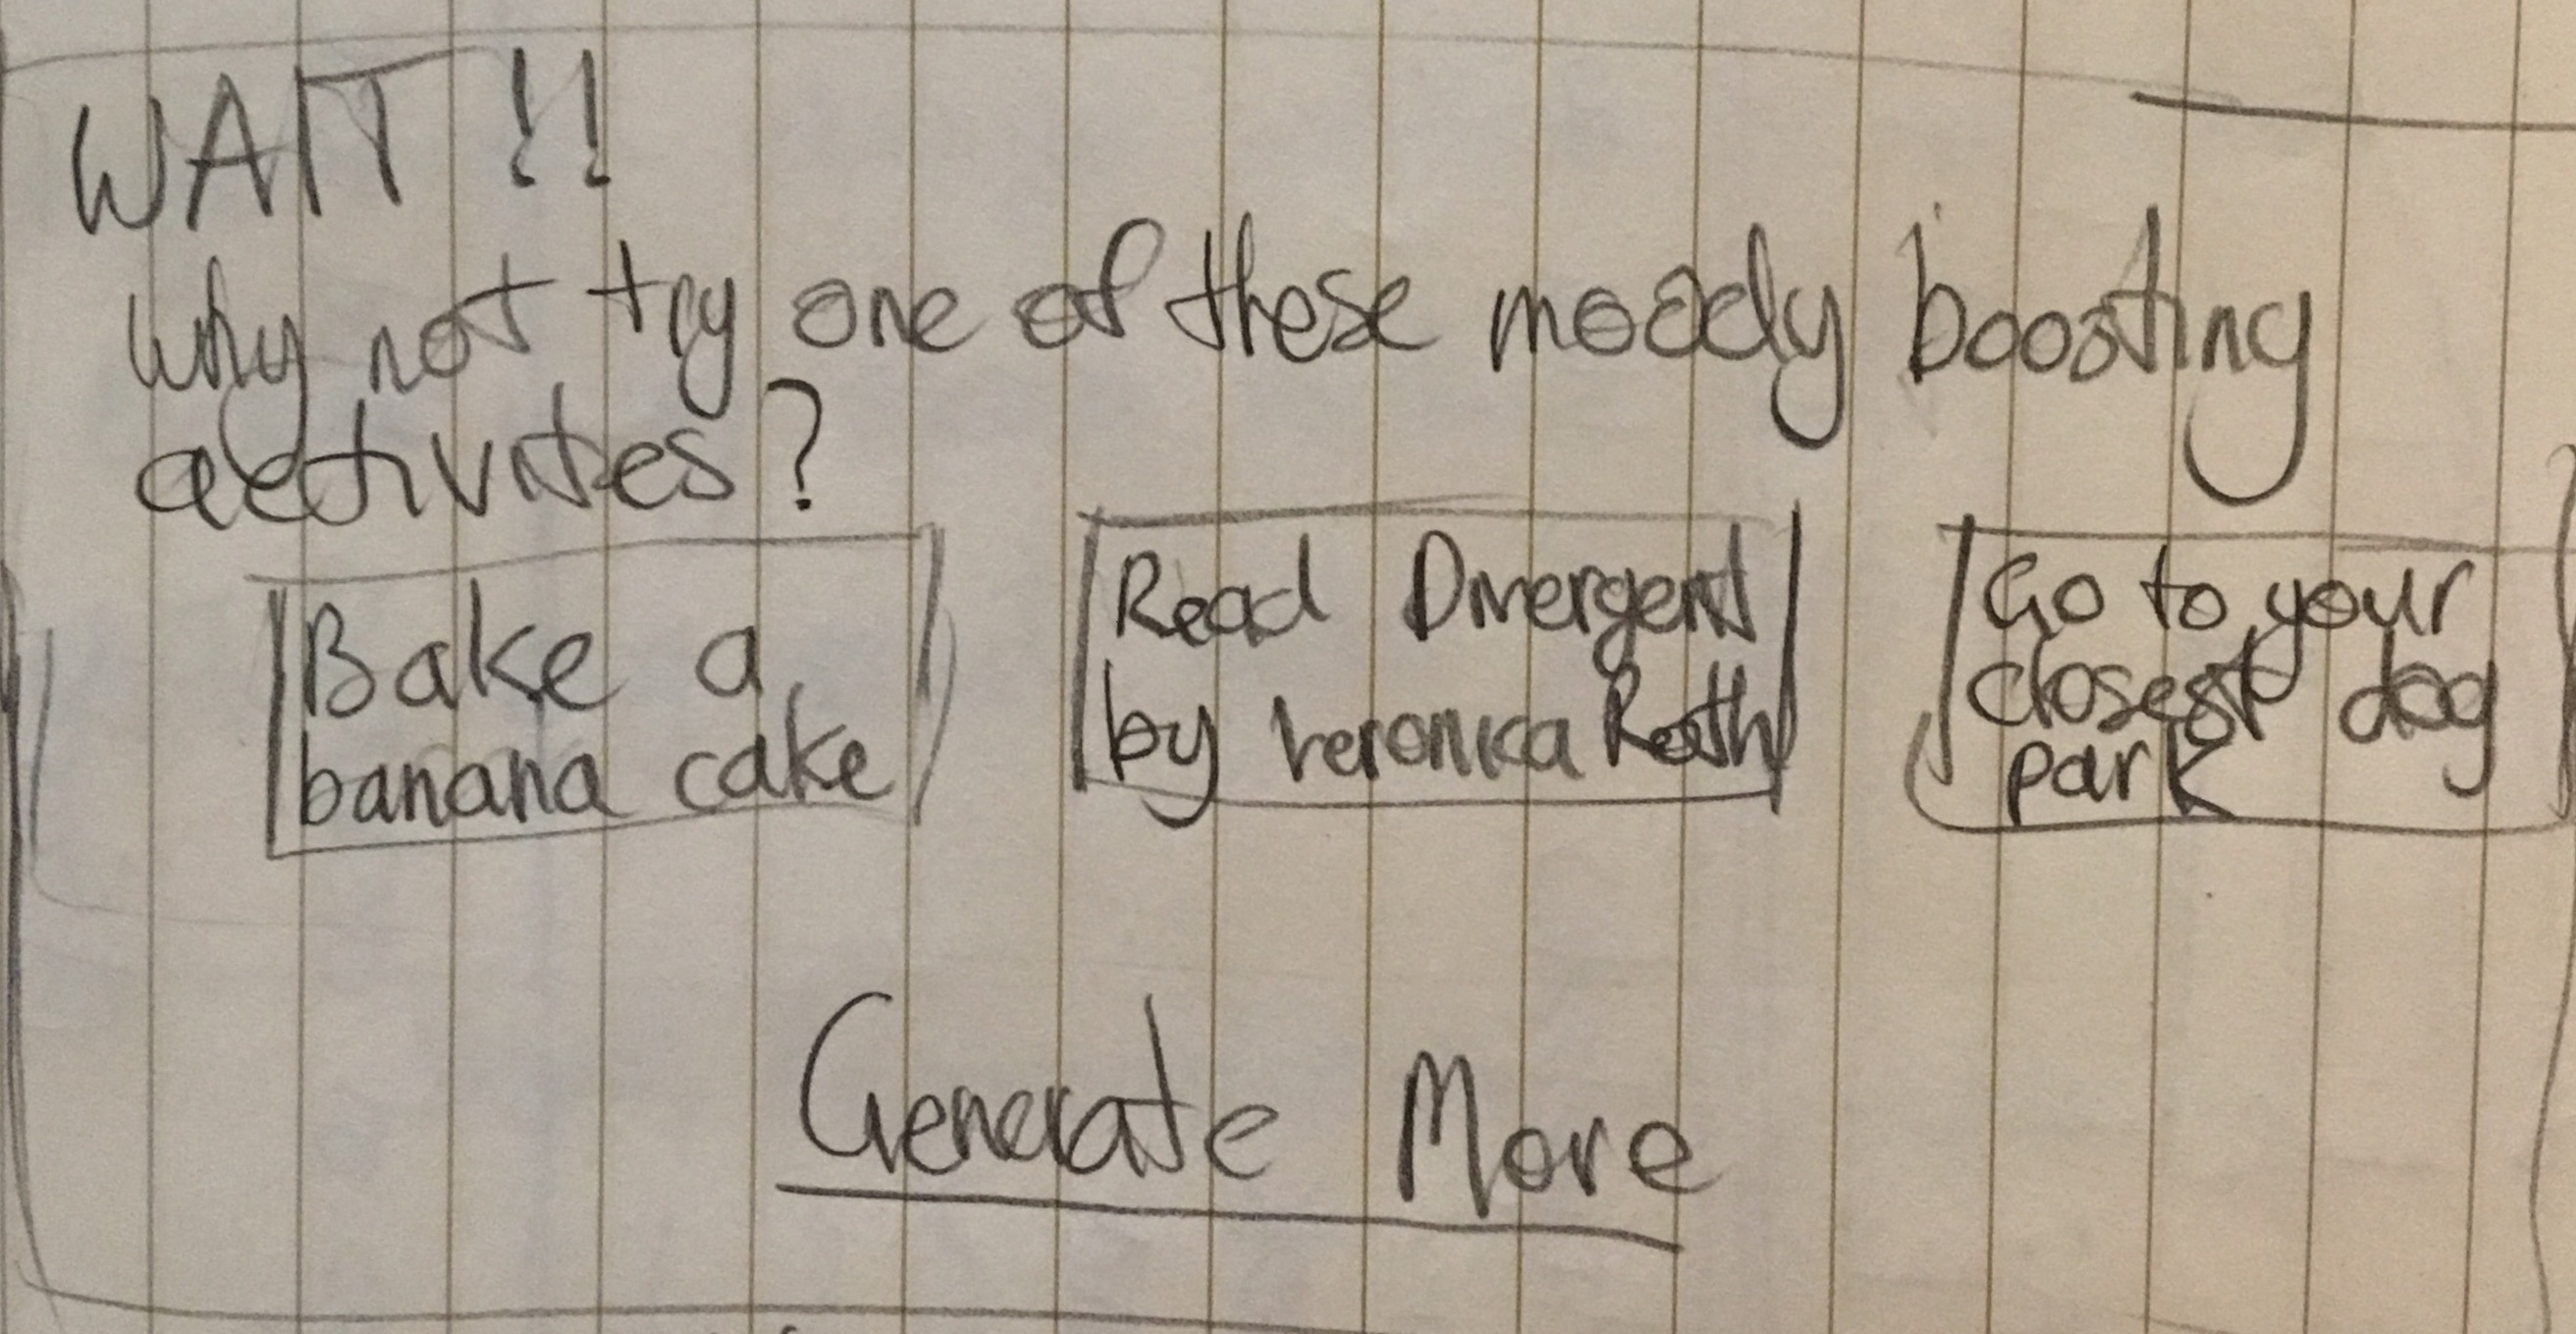 WAIT!!
Why not try one of these moody boosting
activites?
Bake a
banana cake
Read Divergent
by Veronica Roth
Go to your
closest dog
park
Generate More